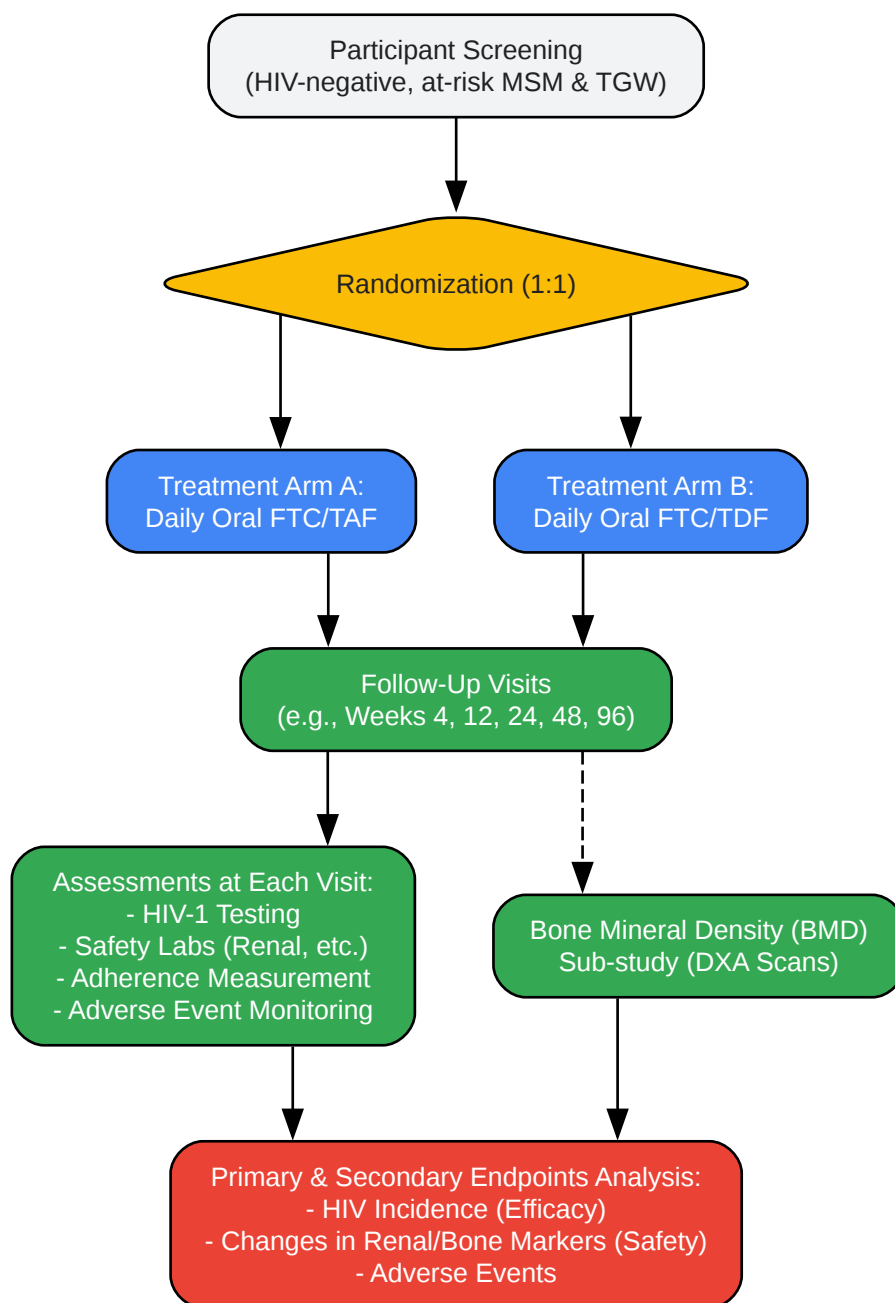 Participant Screening
(HIV-negative, at-risk MSM & TGW)
Randomization (1:1)
Treatment Arm A:
Daily Oral FTC/TAF
Treatment Arm B:
Daily Oral FTC/TDF
Follow-Up Visits
(e.g., Weeks 4, 12, 24, 48, 96)
Assessments at Each Visit:
- HIV-1 Testing
- Safety Labs (Renal, etc.)
- Adherence Measurement
- Adverse Event Monitoring
Bone Mineral Density (BMD)
Sub-study (DXA Scans)
Primary & Secondary Endpoints Analysis:
- HIV Incidence (Efficacy)
- Changes in Renal/Bone Markers (Safety)
- Adverse Events